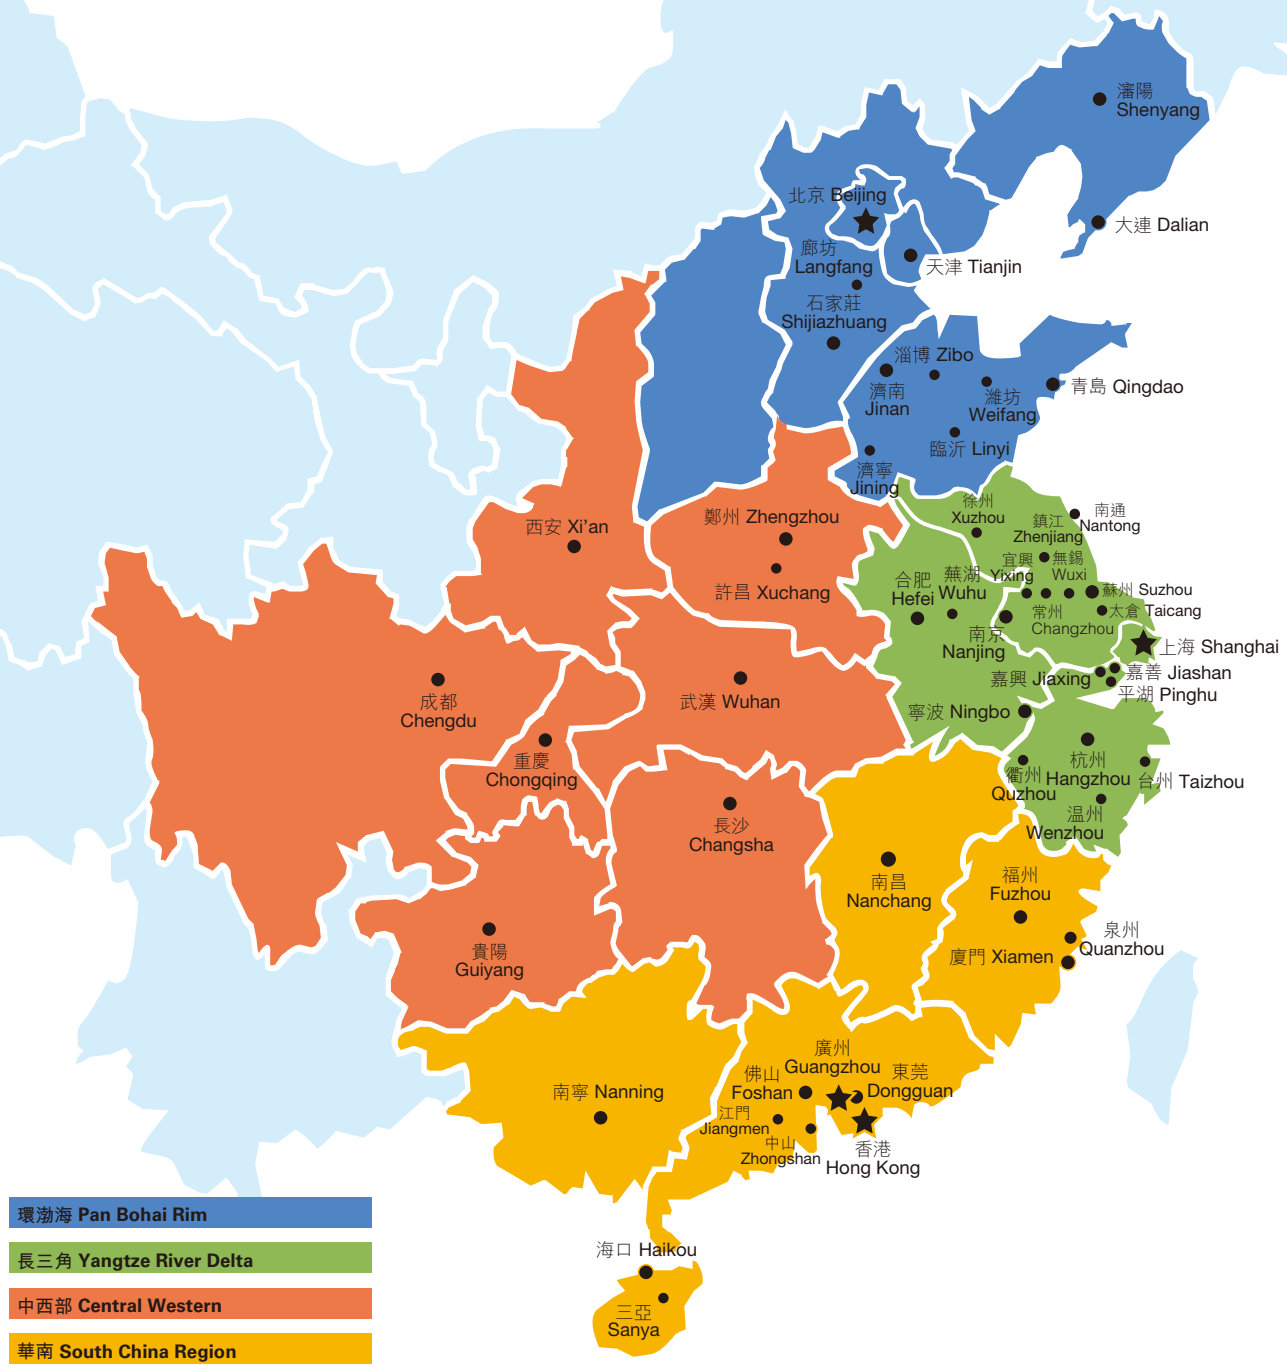 瀋陽
Shenyang
北京 Beijing
大連 Dalian
廊坊
Langfang
天津 Tianjin
石家莊
Shijiazhuang
淄博 Zibo
濟南
Jinan
濰坊
Weifang
青島 Qingdao
臨沂 Linyi
濟寧
Jining
徐州
Xuzhou
南通
Nantong
鎮江
Zhenjiang
西安 Xi’an
鄭州 Zhengzhou
宜興
Yixing
無錫
Wuxi
許昌 Xuchang
合肥
Hefei
蕪湖
Wuhu
蘇州 Suzhou
太倉 Taicang
常州
Changzhou
南京
Nanjing
上海 Shanghai
嘉興 Jiaxing
嘉善 Jiashan
平湖 Pinghu
成都
Chengdu
武漢 Wuhan
寧波 Ningbo
重慶
Chongqing
衢州
Quzhou
杭州
Hangzhou
台州 Taizhou
温州
Wenzhou
長沙
Changsha
南昌
Nanchang
福州
Fuzhou
泉州
Quanzhou
廈門 Xiamen
貴陽
Guiyang
廣州
Guangzhou
佛山
Foshan
東莞
Dongguan
南寧 Nanning
江門
Jiangmen
中山
Zhongshan
香港
Hong Kong
海口 Haikou
三亞
Sanya
環渤海 Pan Bohai Rim
長三角 Yangtze River Delta
中西部 Central Western
華南 South China Region